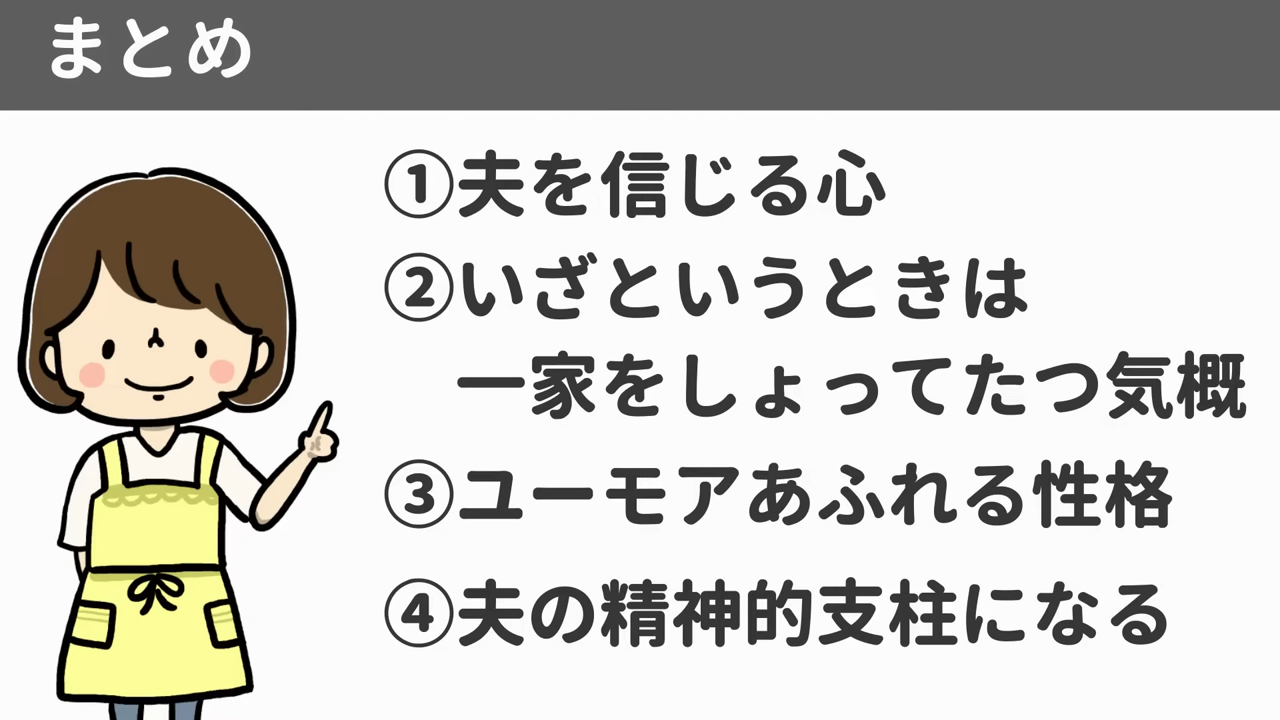 まとめ
①夫を信じる心
②いざというときは
一家をしょってたつ気概
③ユーモアあふれる性格
④夫の精神的支柱になる